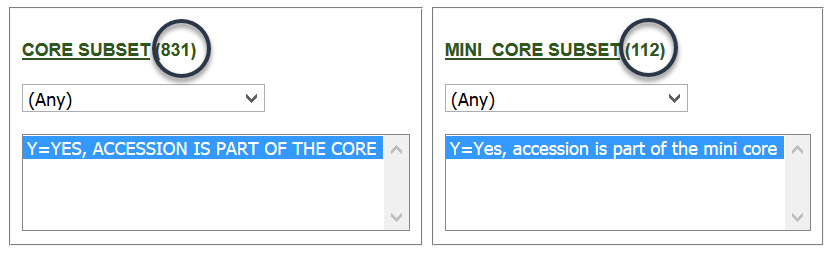 CORE SUBSET (831)
(Any)
Y=YES, ACCESSION IS PART OF THE CORE
MINI CORE SUBSET (112)
(Any)
Y=Yes, accession is part of the mini core